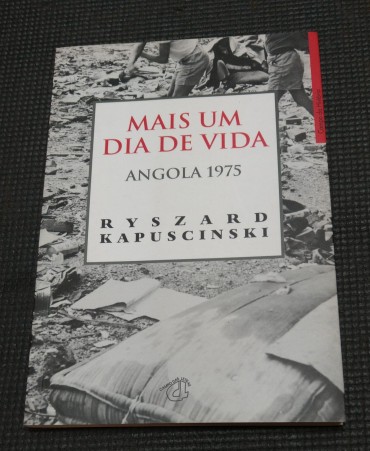 MAIS UM
DIA DE VIDA
ANGOLA 1975
RYSZARD
KAPUSCINSKI